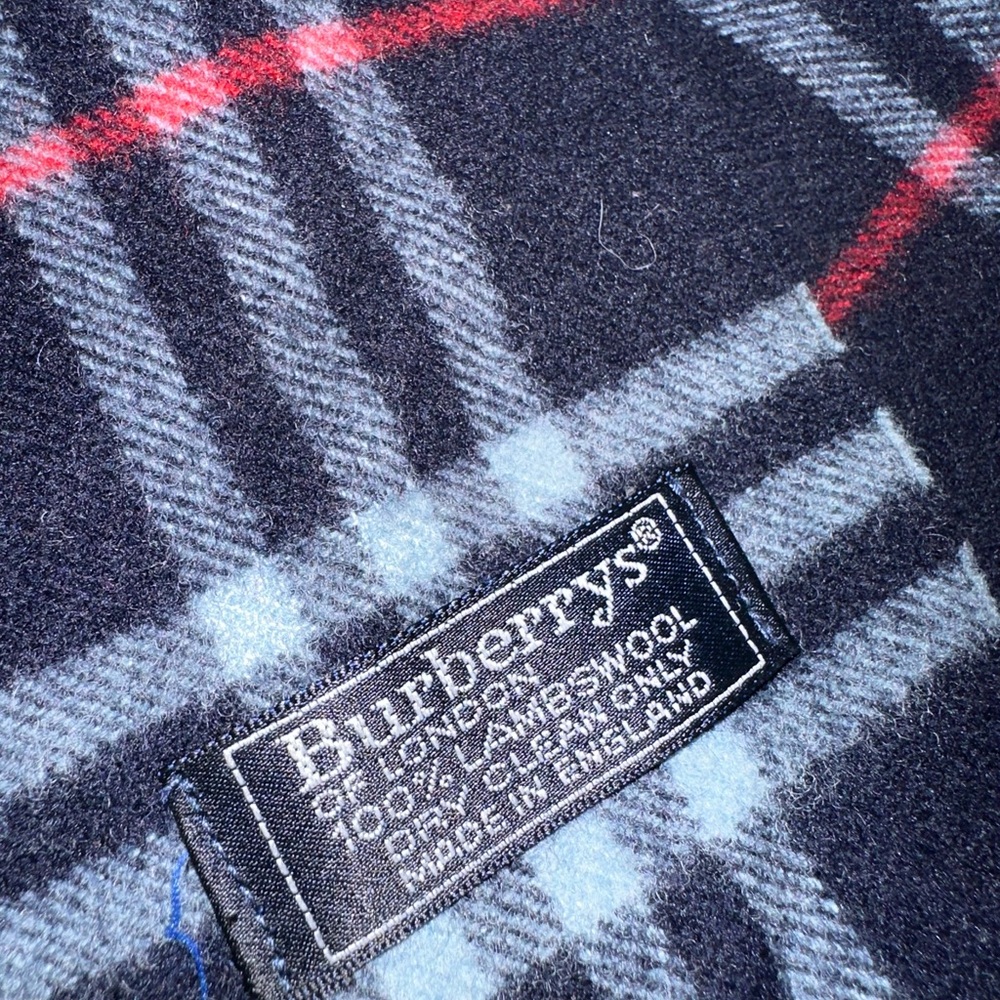 Burberrys®
OF LONDON
100% LAMBSWOOL
DRY CLEAN ONLY
MADE IN ENGLAND